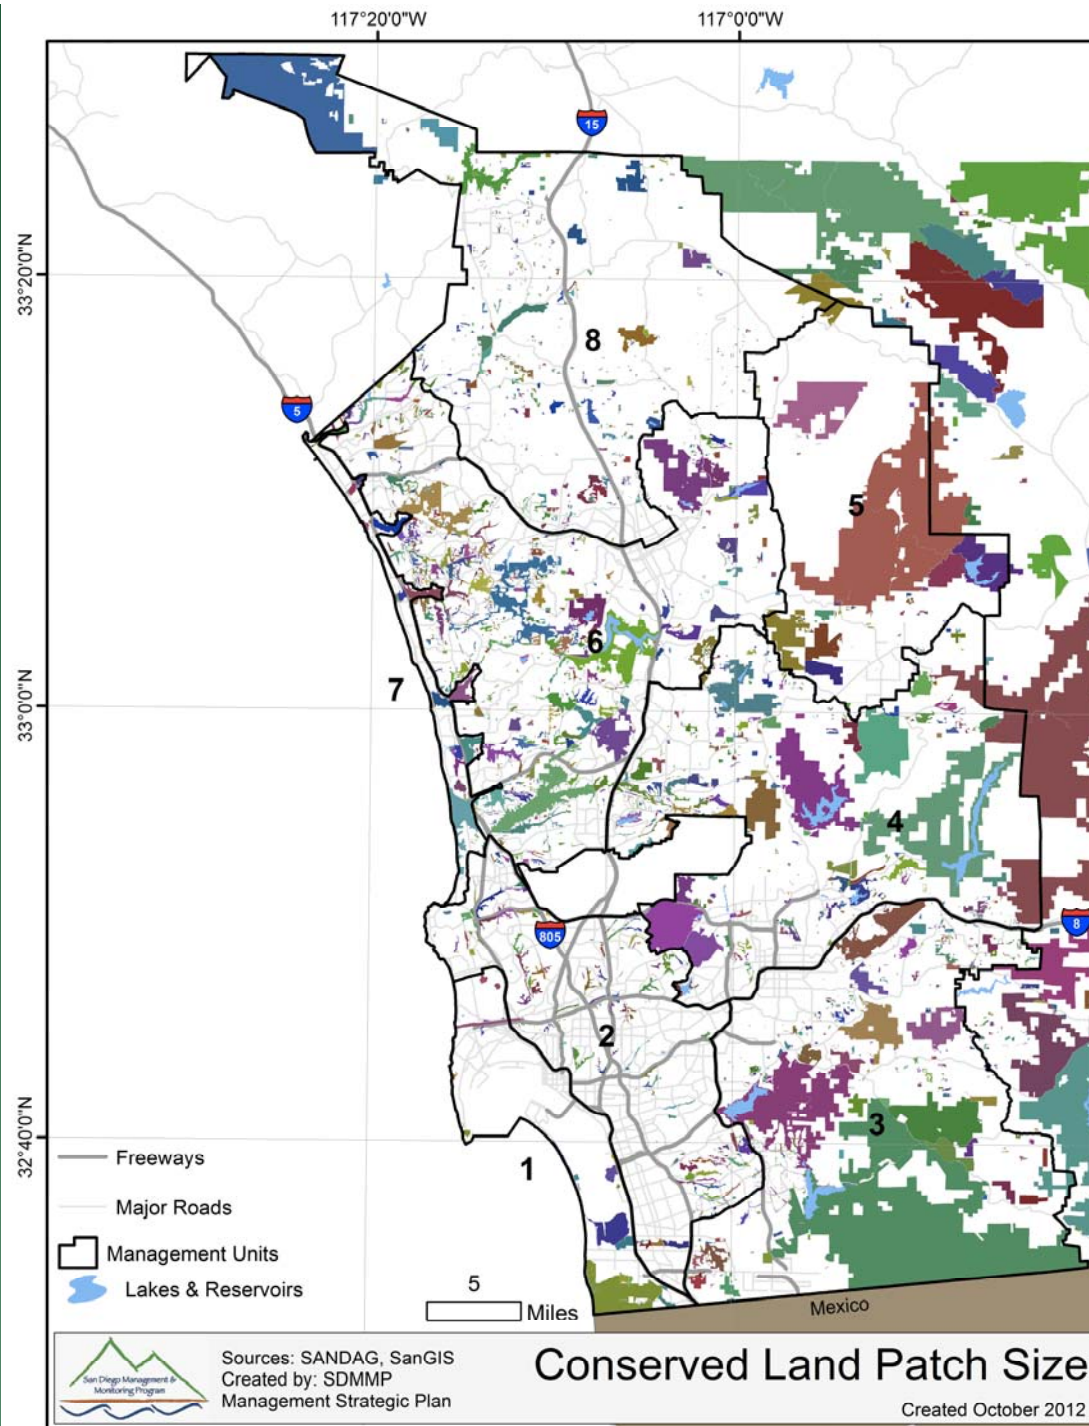 117°20'0"W
117°0'0"W
15
33°20'0"N
8
5
5
6
7
33°0'0"N
4
805
8
2
3
32°40'0"N
1
Freeways
Major Roads
Management Units
Lakes & Reservoirs
5
Miles
Mexico
San Diego Management &
Monitoring Program
Sources: SANDAG, SanGIS
Created by: SDMMP
Management Strategic Plan
Conserved Land Patch Size
Created October 2012